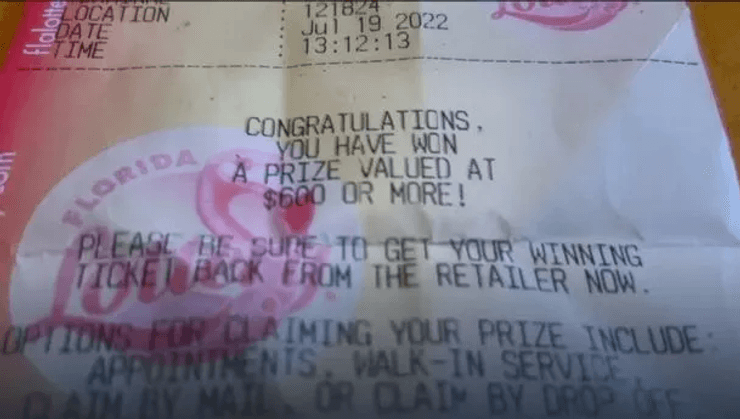 LOCATION : 121824
DATE : Jul 19 2022
TIME : 13:12:13
flalotte
CONGRATULATIONS,
YOU HAVE WON
A PRIZE VALUED AT
$600 OR MORE!
FLORIDA
PLEASE BE SURE TO GET YOUR WINNING
TICKET BACK FROM THE RETAILER NOW.
OPTIONS FOR CLAIMING YOUR PRIZE INCLUDE:
APPOINTMENTS, WALK-IN SERVICE,
CLAIM BY MAIL, OR CLAIM BY DROP OFF